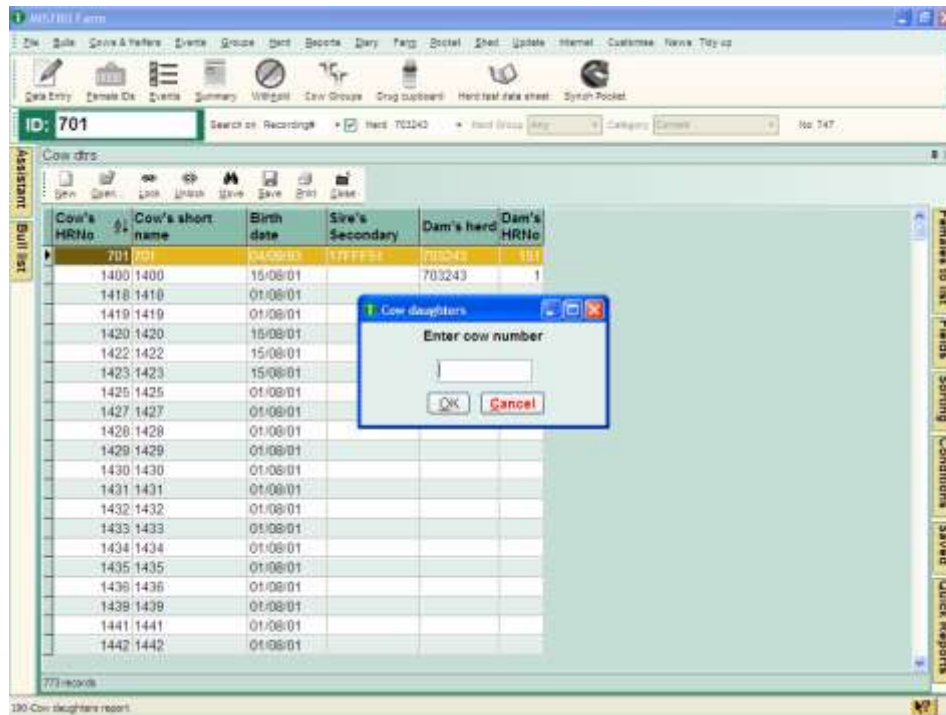 MISTRO Farm
File Bulls Cows & Heifers Events Groups Herd Reports Diary Farm Pocket Shed Update Internet Customise News Tidy up
Data Entry Female IDs Events Summary Withhold Cow Groups Drug cupboard Herd test data sheet Synch Pocket
ID: 701 Search on Recording# Herd 703243 Herd Group Any Category Current No: 747
Cow dtrs
New Open Lock Unlock Move Save Print Close
Assistant
Bull list
Cow's HRNo Cow's short name Birth date Sire's Secondary Dam's herd Dam's HRNo
701 701 703243
1400 1400 15/08/01 703243 1
1418 1418 01/08/01
1419 1419 01/08/01
1420 1420 15/08/01
1422 1422 15/08/01
1423 1423 15/08/01
1425 1425 01/08/01
1427 1427 01/08/01
1428 1428 01/08/01
1429 1429 01/08/01
1430 1430 01/08/01
1431 1431 01/08/01
1432 1432 01/08/01
1433 1433 01/08/01
1434 1434 01/08/01
1435 1435 01/08/01
1436 1436 01/08/01
1439 1439 01/08/01
1441 1441 01/08/01
1442 1442 01/08/01
Cow daughters
Enter cow number
OK Cancel
Females to list
Fields
Sorting
Conditions
Saved
Quick Reports
773 records
190-Cow daughters report